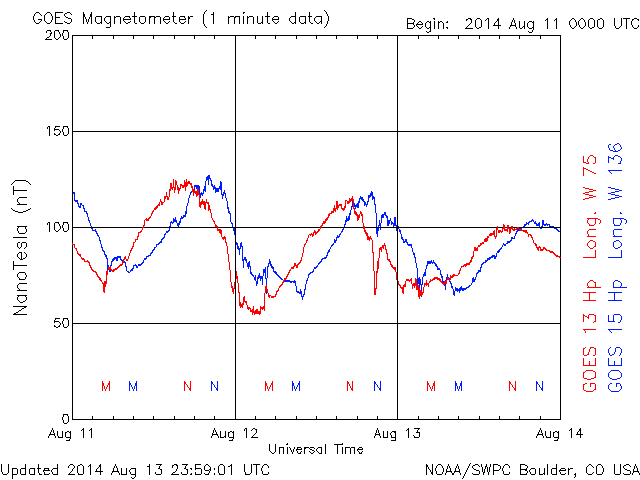 GOES Magnetometer (1 minute data)
Begin: 2014 Aug 11 0000 UTC
200
150
100
50
0
NanoTesla (nT)
M M N N M M N N M M N N
Aug 11 Aug 12 Aug 13 Aug 14
Universal Time
GOES 13 Hp Long. W 75
GOES 15 Hp Long. W 136
Updated 2014 Aug 13 23:59:01 UTC
NOAA/SWPC Boulder, CO USA